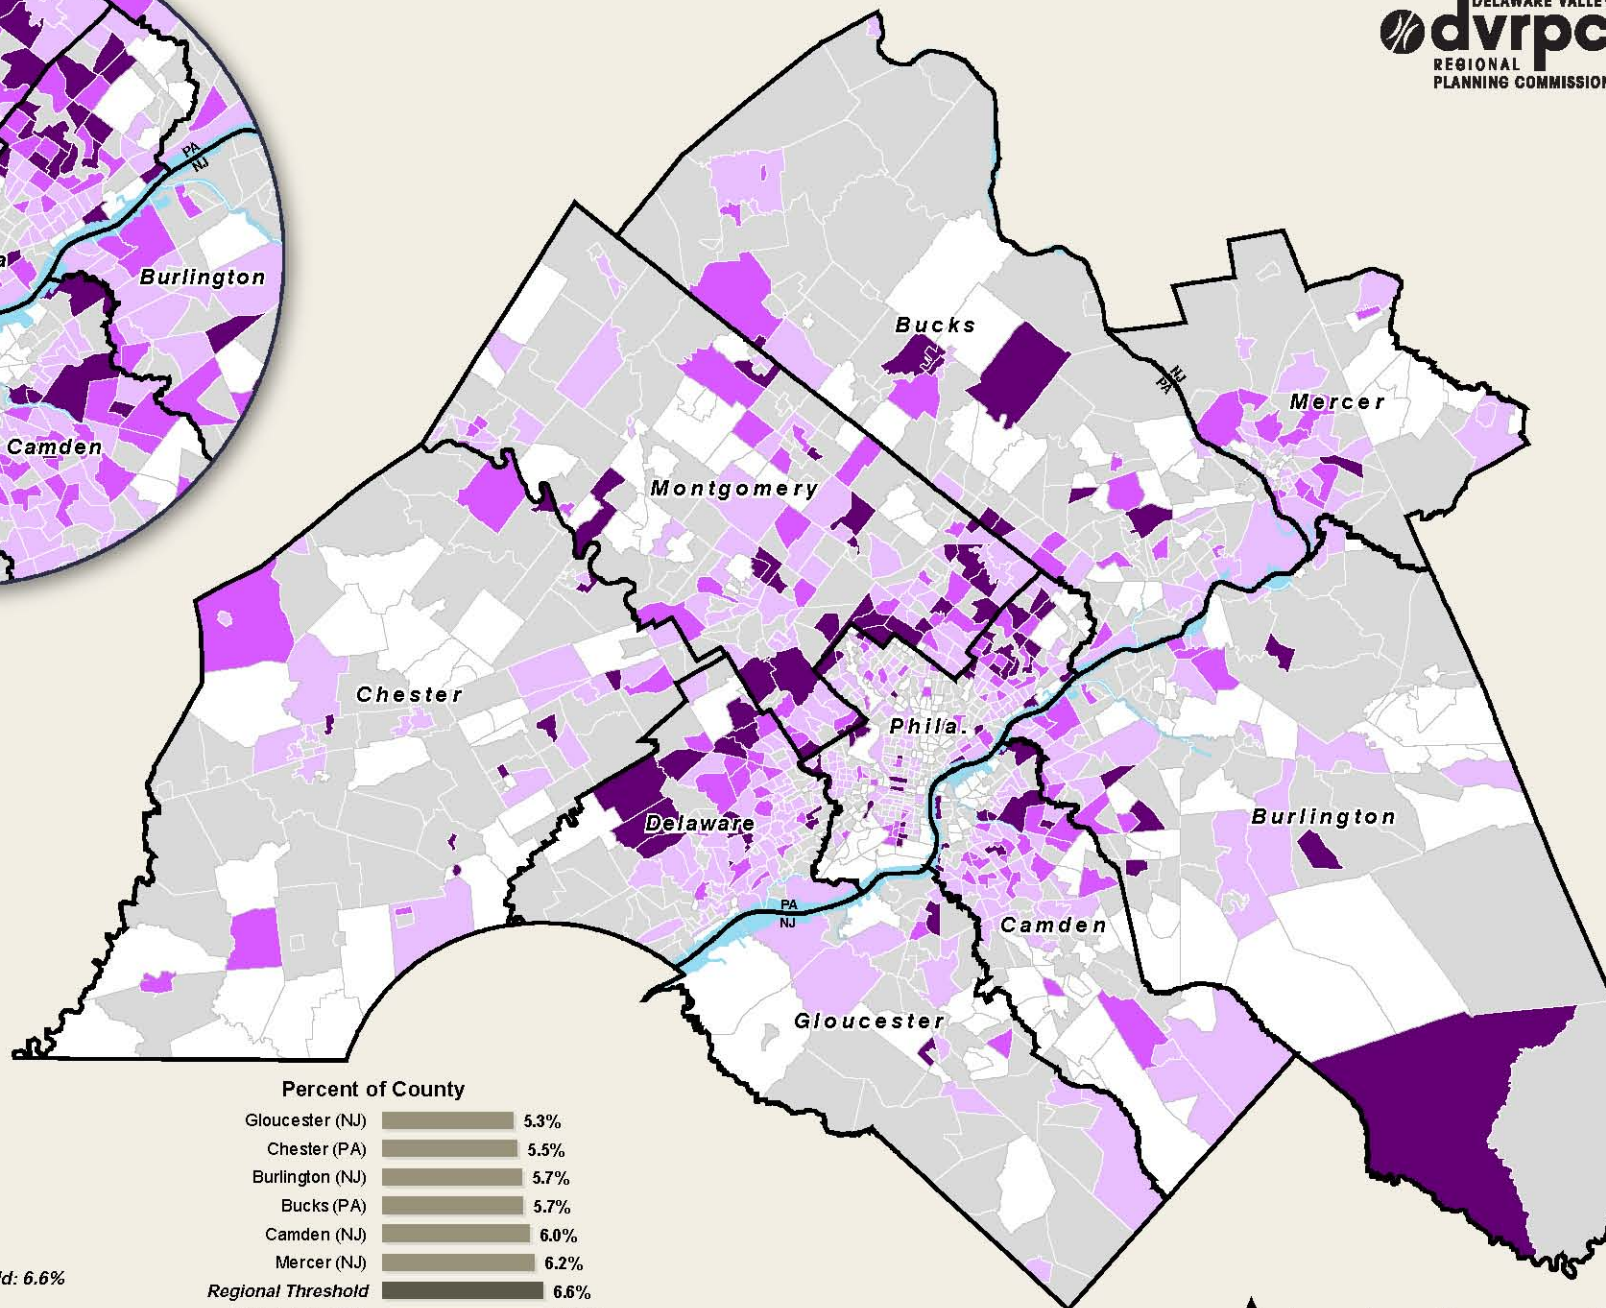 DELAWARE VALLEY
dvrpc
REGIONAL
PLANNING COMMISSION
PA
NJ
Burlington
Camden
Bucks
NJ
PA
Mercer
Montgomery
Chester
Phila.
Delaware
Burlington
PA
NJ
Camden
Gloucester
Percent of County
Gloucester (NJ) 5.3%
Chester (PA) 5.5%
Burlington (NJ) 5.7%
Bucks (PA) 5.7%
Camden (NJ) 6.0%
Mercer (NJ) 6.2%
Regional Threshold 6.6%
ld: 6.6%